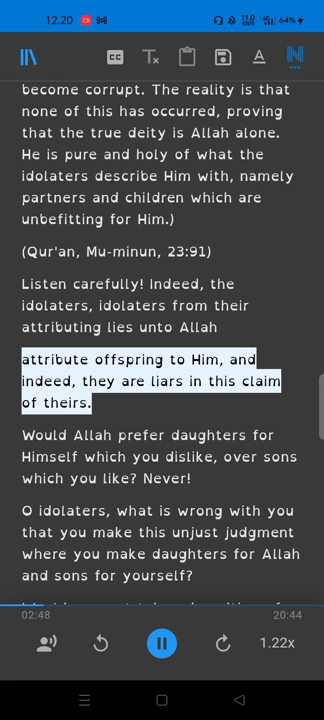 12.20
11.0
KB/S
64%
CC
become corrupt. The reality is that
none of this has occurred, proving
that the true deity is Allah alone.
He is pure and holy of what the
idolaters describe Him with, namely
partners and children which are
unbefitting for Him.)
(Qur'an, Mu-minun, 23:91)
Listen carefully! Indeed, the
idolaters, idolaters from their
attributing lies unto Allah
attribute offspring to Him, and
indeed, they are liars in this claim
of theirs.
Would Allah prefer daughters for
Himself which you dislike, over sons
which you like? Never!
O idolaters, what is wrong with you
that you make this unjust judgment
where you make daughters for Allah
and sons for yourself?
02:48
20:44
1.22x